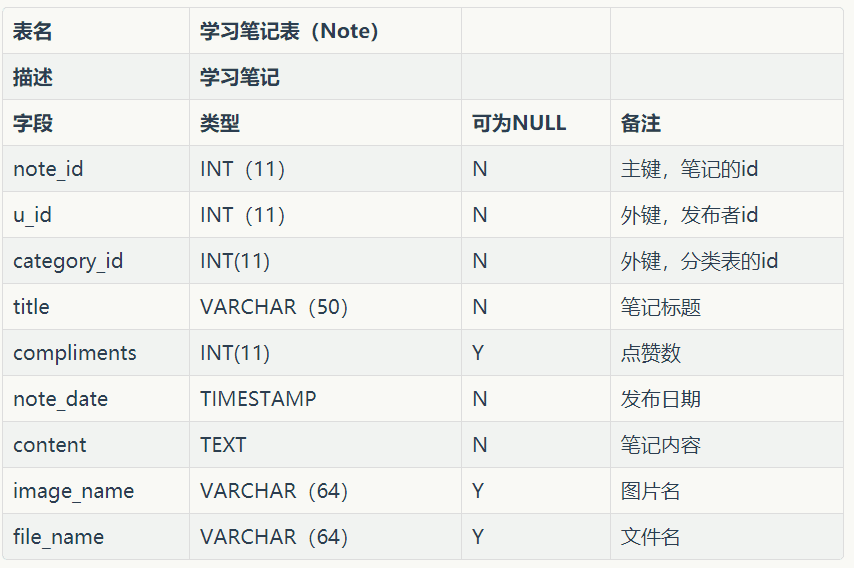 表名 学习笔记表（Note）
描述 学习笔记
字段 类型 可为NULL 备注
note_id INT（11） N 主键，笔记的id
u_id INT（11） N 外键，发布者id
category_id INT(11) N 外键，分类表的id
title VARCHAR（50） N 笔记标题
compliments INT(11) Y 点赞数
note_date TIMESTAMP N 发布日期
content TEXT N 笔记内容
image_name VARCHAR（64） Y 图片名
file_name VARCHAR（64） Y 文件名